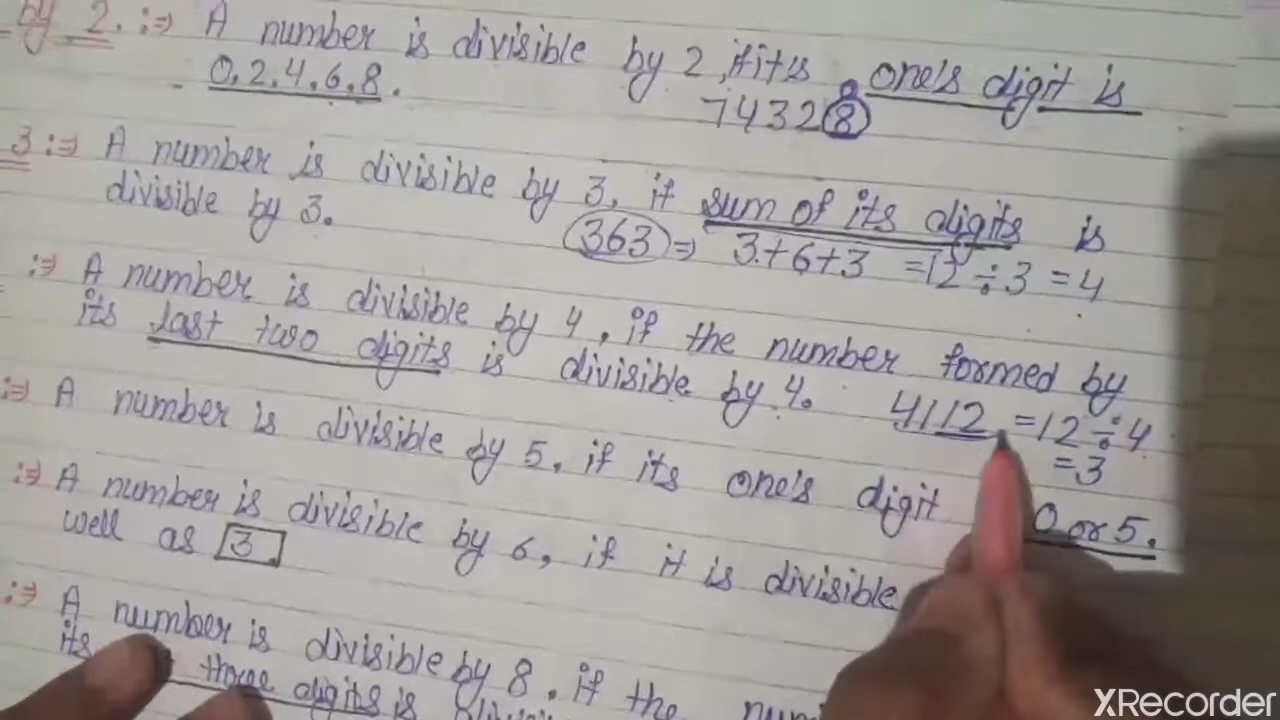 by 2. :⇒ A number is divisible by 2, if its one's digit is
0.2.4.6.8.
74328
3 :⇒ A number is divisible by 3, if sum of its digits is
divisible by 3.
363 ⇒ 3+6+3 =12÷3 =4
:⇒ A number is divisible by 4, if the number formed by
its last two digits is divisible by 4.
4112 =12÷4
=3
:⇒ A number is divisible by 5, if its one's digit 0 or 5.
:⇒ A number is divisible by 6, if it is divisible
well as 3.
:⇒ A number is divisible by 8. if the
its three digits is
XRecorder